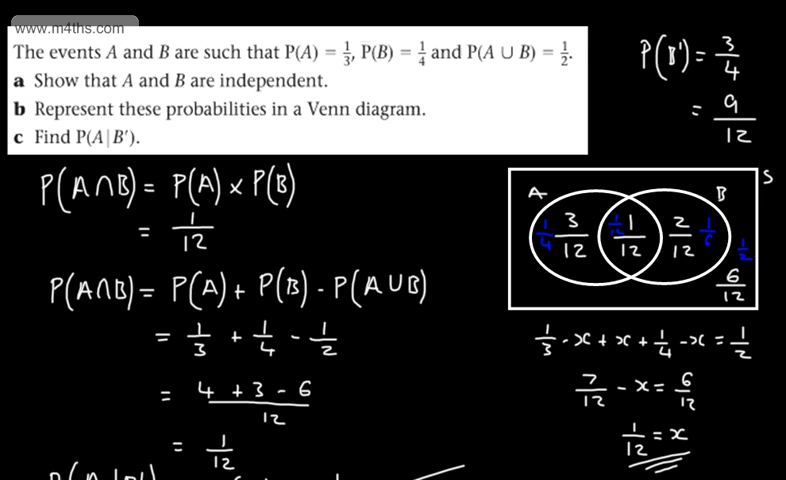 www.m4ths.com
The events A and B are such that P(A) = 1/3, P(B) = 1/4 and P(A ∪ B) = 1/2.
a Show that A and B are independent.
b Represent these probabilities in a Venn diagram.
c Find P(A|B′).
P(B') = 3/4
= 9/12
P(A∩B) = P(A) × P(B)
= 1/12
P(A∩B) = P(A) + P(B) - P(A∪B)
= 1/3 + 1/4 - 1/2
= 4 + 3 - 6 / 12
= 1/12
S
A B
1/4 3/12 1/12 1/12 2/12 1/6 1/2
6/12
1/3 - x + x + 1/4 - x = 1/2
7/12 - x = 6/12
1/12 = x